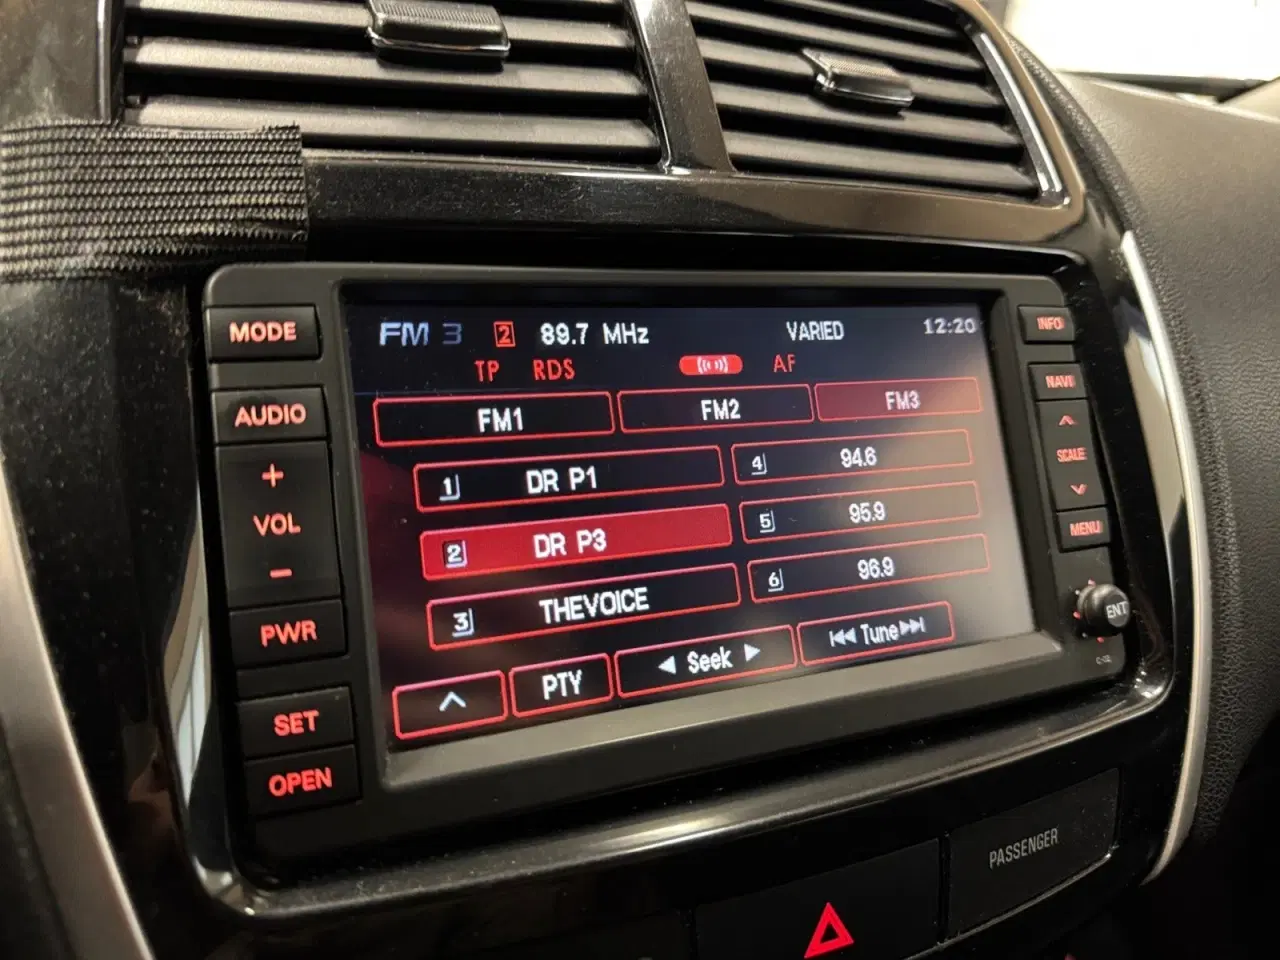 MODE
AUDIO
+
VOL
−
PWR
SET
OPEN
FM 3 2 89.7 MHz VARIED 12:20
TP RDS AF
FM1 FM2 FM3
1 DR P1 4 94.6
2 DR P3 5 95.9
3 THEVOICE 6 96.9
PTY Seek Tune
INFO
NAVI
SCALE
MENU
ENT
PASSENGER